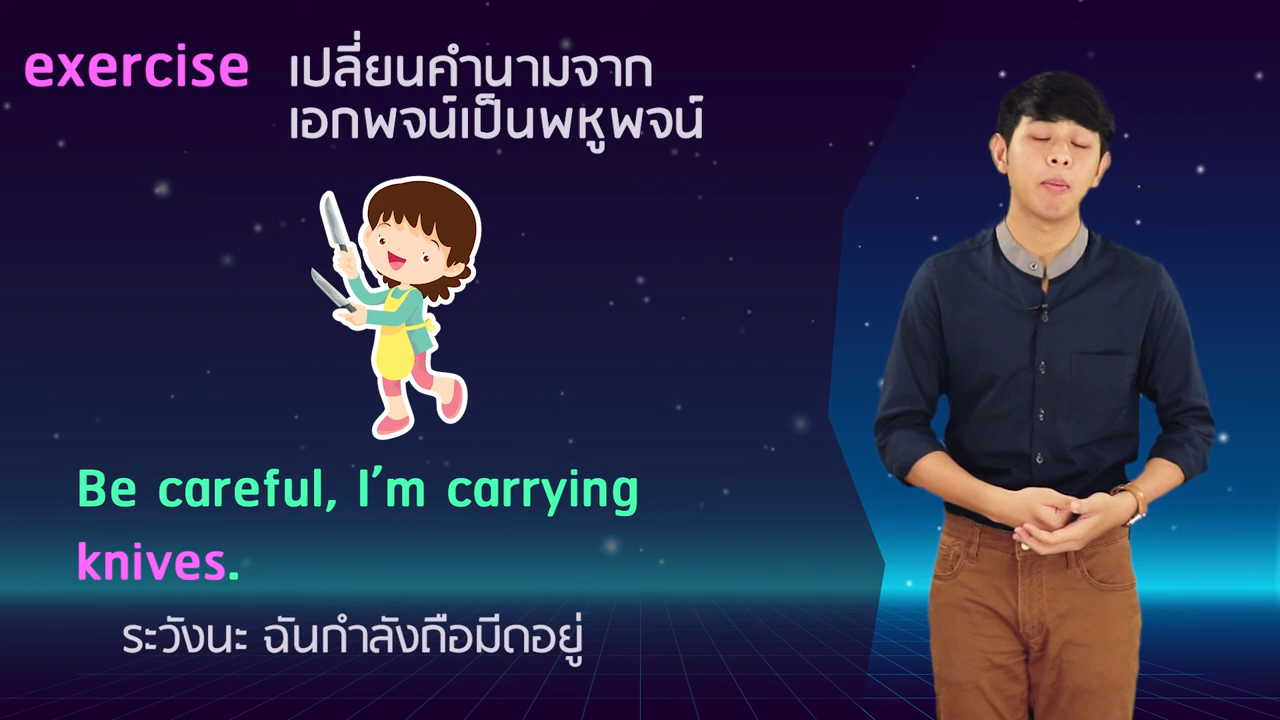 exercise เปลี่ยนคำนามจาก
เอกพจน์เป็นพหูพจน์
Be careful, I'm carrying
knives.
ระวังนะ ฉันกำลังถือมีดอยู่